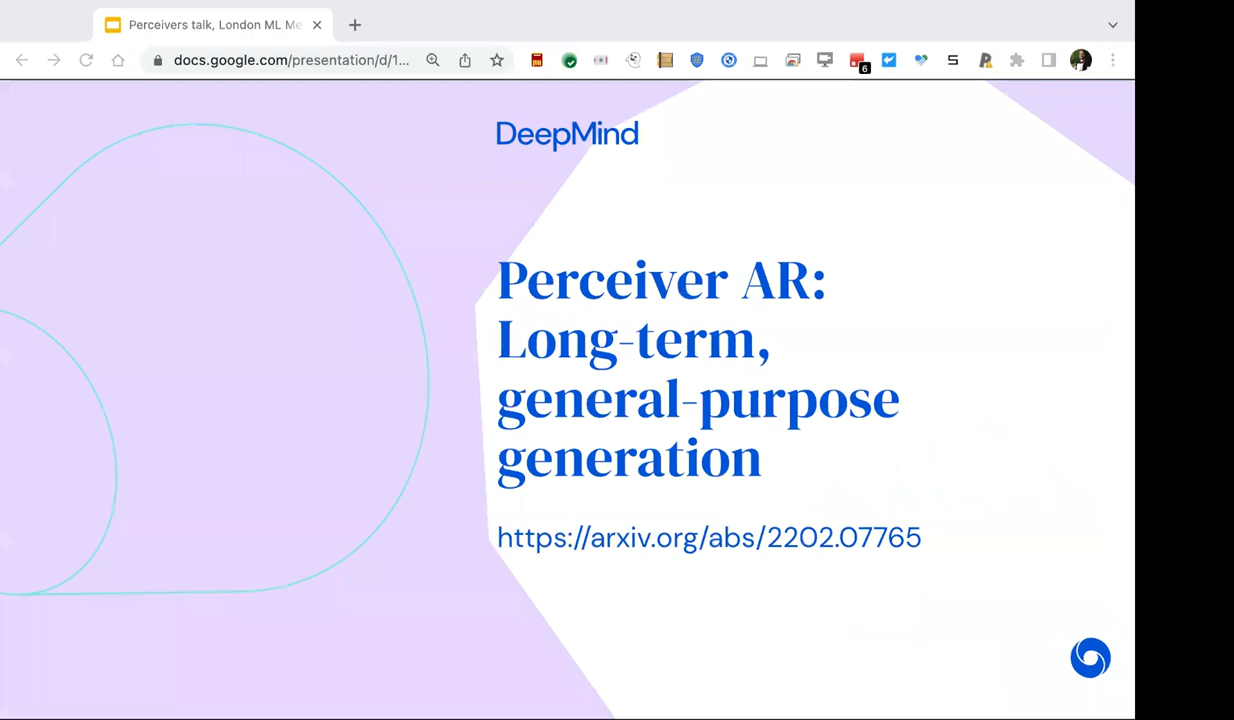 Perceivers talk, London ML Me
docs.google.com/presentation/d/1...
6
S
DeepMind
Perceiver AR:
Long-term,
general-purpose
generation
https://arxiv.org/abs/2202.07765